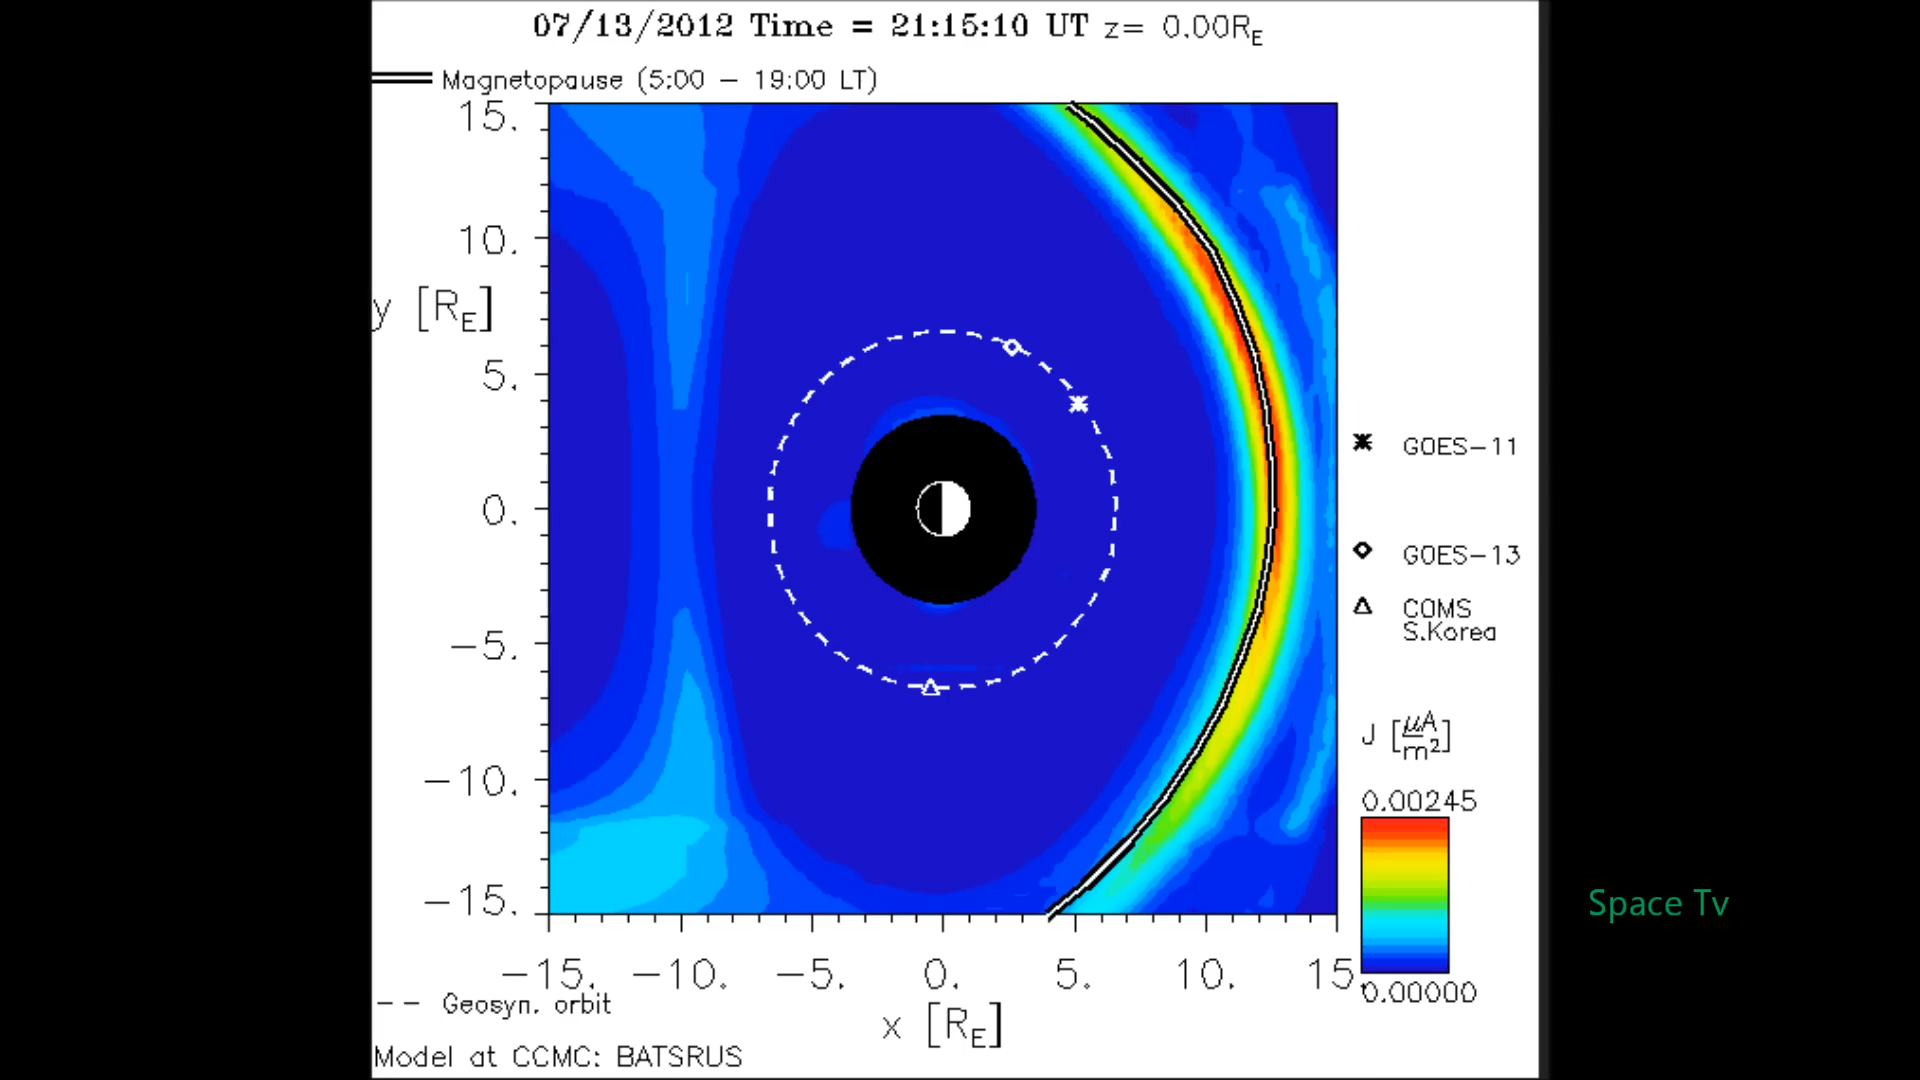 07/13/2012 Time = 21:15:10 UT z= 0.00RE
Magnetopause (5:00 – 19:00 LT)
15.
10.
y [RE]
5.
0.
−5.
−10.
−15.
−15. −10. −5. 0. 5. 10. 15.
x [RE]
GOES−11
GOES−13
COMS
S.Korea
J [μA/m2]
0.00245
0.00000
-- Geosyn. orbit
Model at CCMC: BATSRUS
Space Tv